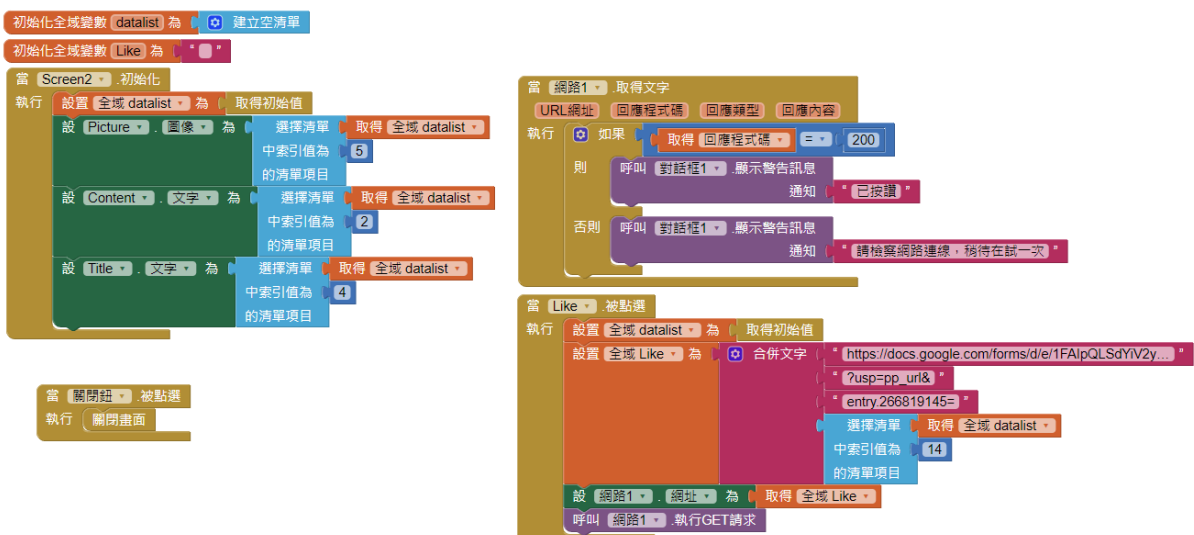 初始化全域變數 datalist 為 建立空清單
初始化全域變數 Like 為 “ ”
當 Screen2 .初始化
執行 設置 全域 datalist 為 取得初始值
設 Picture . 圖像 為 選擇清單 取得 全域 datalist
中索引值為 5
的清單項目
設 Content . 文字 為 選擇清單 取得 全域 datalist
中索引值為 2
的清單項目
設 Title . 文字 為 選擇清單 取得 全域 datalist
中索引值為 4
的清單項目
當 關閉鈕 .被點選
執行 關閉畫面
當 網路1 .取得文字
URL網址 回應程式碼 回應類型 回應內容
執行 如果 取得 回應程式碼 = 200
則 呼叫 對話框1 .顯示警告訊息
通知 “ 已按讚 ”
否則 呼叫 對話框1 .顯示警告訊息
通知 “ 請檢察網路連線，稍待在試一次 ”
當 Like .被點選
執行 設置 全域 datalist 為 取得初始值
設置 全域 Like 為 合併文字 “ https://docs.google.com/forms/d/e/1FAIpQLSdYiV2y... ”
“ ?usp=pp_url& ”
“ entry.266819145= ”
選擇清單 取得 全域 datalist
中索引值為 14
的清單項目
設 網路1 . 網址 為 取得 全域 Like
呼叫 網路1 .執行GET請求